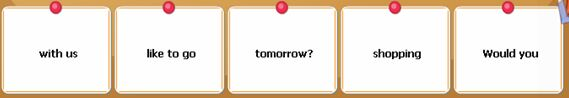 with us
like to go
tomorrow?
shopping
Would you